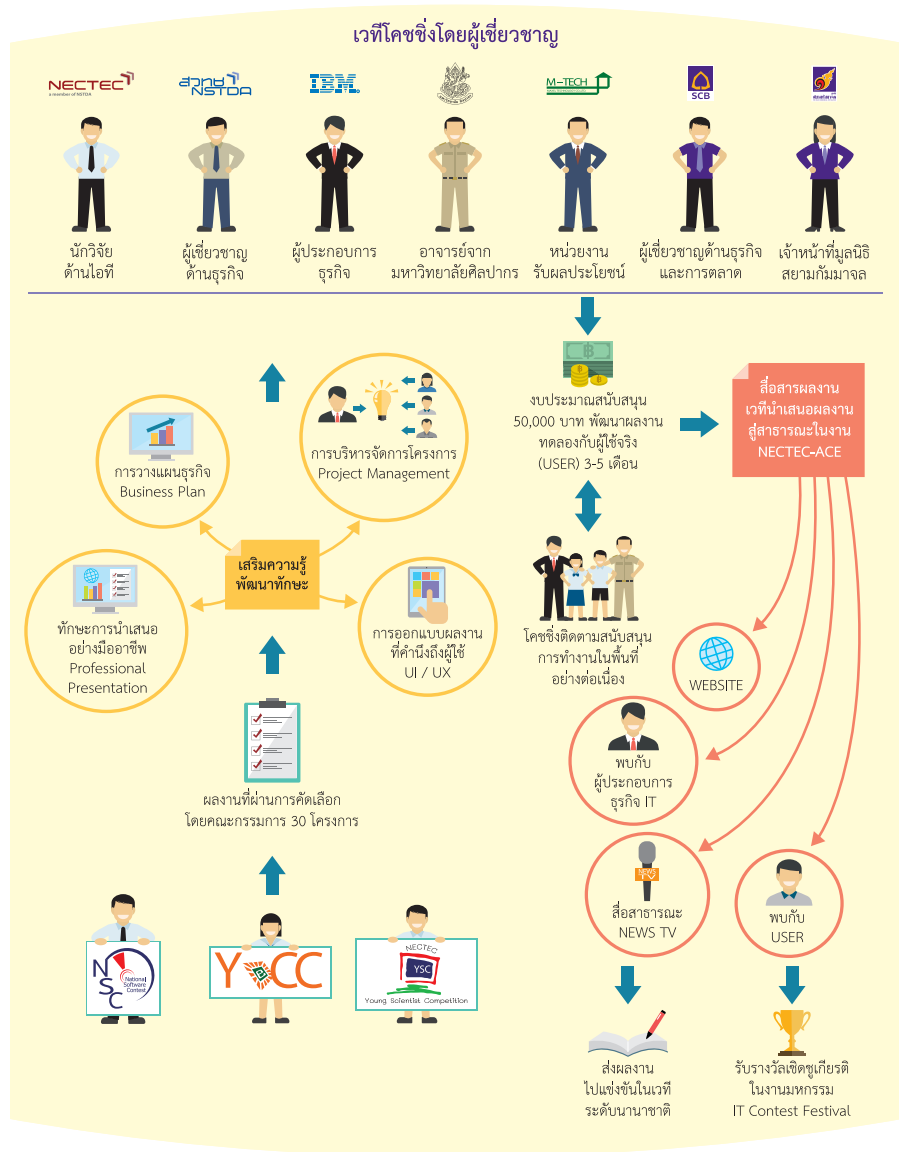 เวทีโคชชิ่งโดยผู้เชี่ยวชาญ
NECTEC
a member of NSTDA
สวทช
NSTDA
IBM
M-TECH
SCB
นักวิจัย
ด้านไอที
ผู้เชี่ยวชาญ
ด้านธุรกิจ
ผู้ประกอบการ
ธุรกิจ
อาจารย์จาก
มหาวิทยาลัยศิลปากร
หน่วยงาน
รับผลประโยชน์
ผู้เชี่ยวชาญด้านธุรกิจ
และการตลาด
เจ้าหน้าที่มูลนิธิ
สยามกัมมาจล
การวางแผนธุรกิจ
Business Plan
การบริหารจัดการโครงการ
Project Management
เสริมความรู้
พัฒนาทักษะ
ทักษะการนำเสนอ
อย่างมืออาชีพ
Professional
Presentation
การออกแบบผลงาน
ที่คำนึงถึงผู้ใช้
UI / UX
ผลงานที่ผ่านการคัดเลือก
โดยคณะกรรมการ 30 โครงการ
NSC
National
Software
Contest
YECC
NECTEC
YSC
Young Scientist Competition
งบประมาณสนับสนุน
50,000 บาท พัฒนาผลงาน
ทดลองกับผู้ใช้จริง
(USER) 3-5 เดือน
โคชชิ่งติดตามสนับสนุน
การทำงานในพื้นที่
อย่างต่อเนื่อง
สื่อสารผลงาน
เวทีนำเสนอผลงาน
สู่สาธารณะในงาน
NECTEC-ACE
WEBSITE
พบกับ
ผู้ประกอบการ
ธุรกิจ IT
NEWS
TV
สื่อสาธารณะ
NEWS TV
พบกับ
USER
ส่งผลงาน
ไปแข่งขันในเวที
ระดับนานาชาติ
รับรางวัลเชิดชูเกียรติ
ในงานมหกรรม
IT Contest Festival